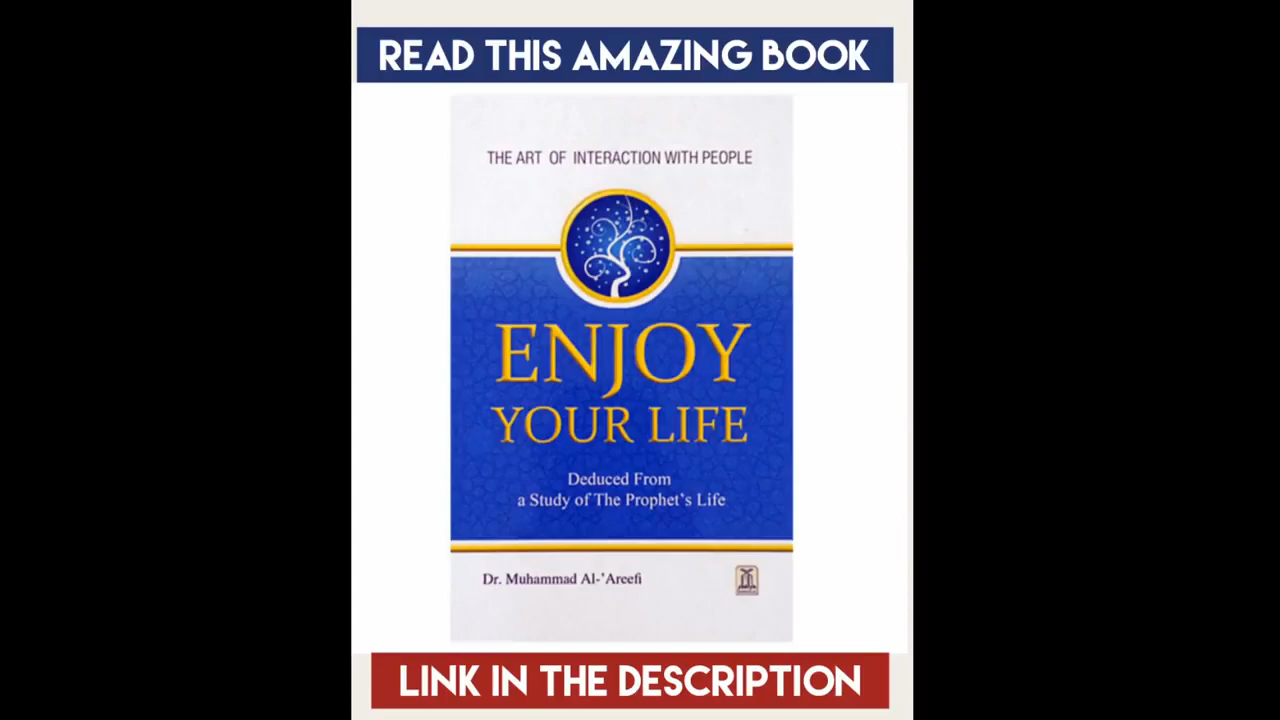 READ THIS AMAZING BOOK
THE ART OF INTERACTION WITH PEOPLE
ENJOY
YOUR LIFE
Deduced From
a Study of The Prophet's Life
Dr. Muhammad Al-'Areefi
LINK IN THE DESCRIPTION